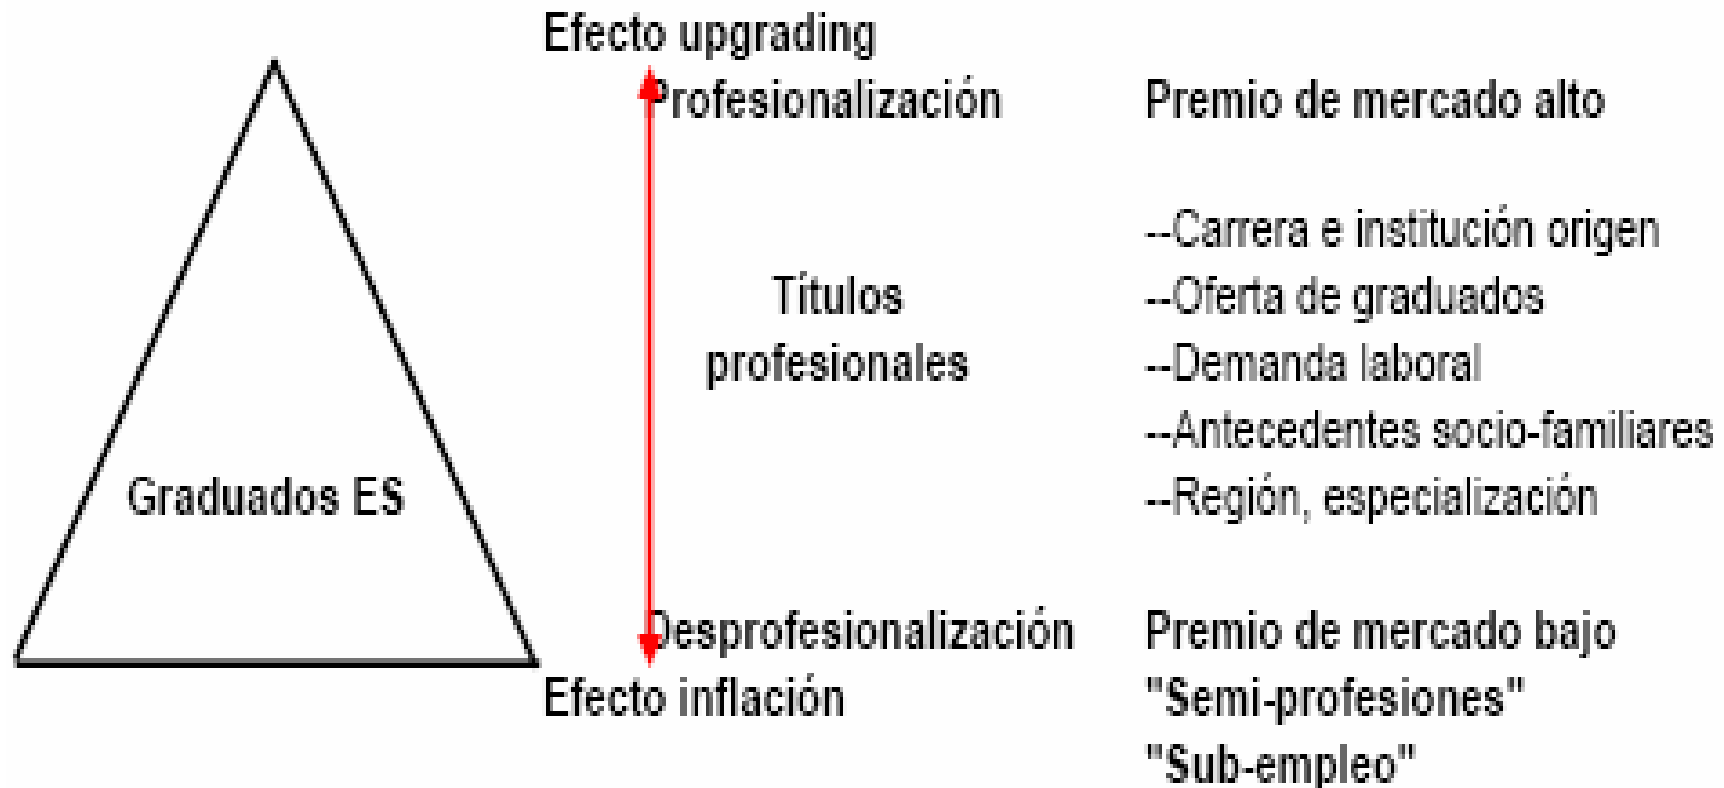 Efecto upgrading
Profesionalización
Premio de mercado alto
--Carrera e institución origen
Títulos
--Oferta de graduados
profesionales
--Demanda laboral
--Antecedentes socio-familiares
Graduados ES
--Región, especialización
Desprofesionalización
Premio de mercado bajo
Efecto inflación
"Semi-profesiones"
"Sub-empleo"